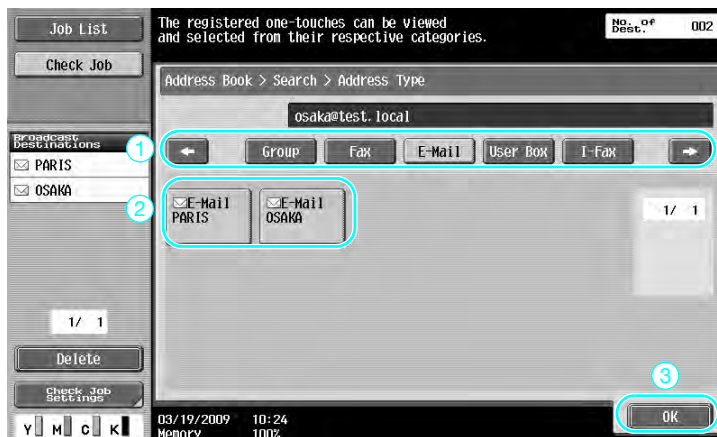 Job List
Check Job
The registered one-touches can be viewed
and selected from their respective categories.
No. of
Dest.
002
Address Book > Search > Address Type
osaka@test.local
Broadcast
Destinations
PARIS
OSAKA
1
Group
Fax
E-Mail
User Box
I-Fax
2
E-Mail
PARIS
E-Mail
OSAKA
1/ 1
1/ 1
Delete
Check Job
Settings
3
OK
Y M C K
03/19/2009 10:24
Memory 100%